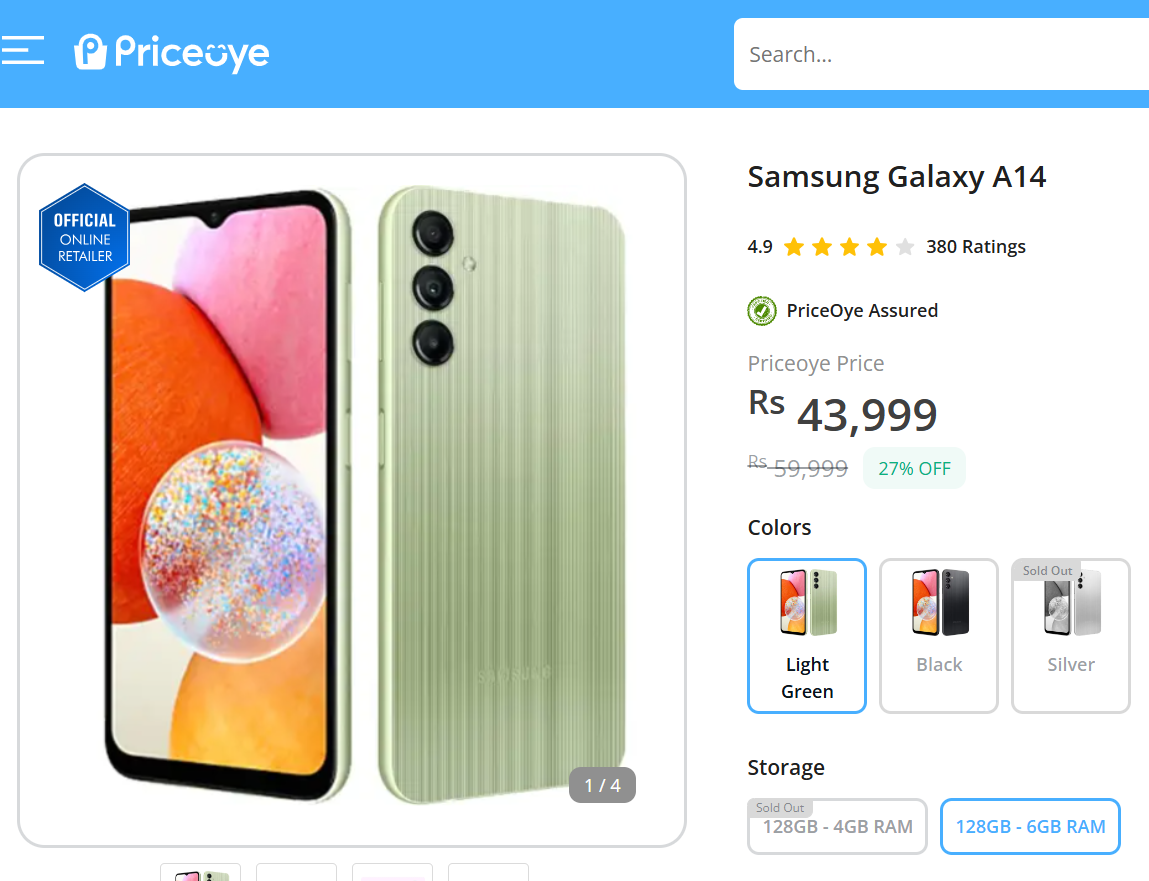 Priceoye
Search...
OFFICIAL
ONLINE
RETAILER
SAMSUNG
1 / 4
Samsung Galaxy A14
4.9 380 Ratings
PriceOye Assured
Priceoye Price
Rs 43,999
Rs 59,999 27% OFF
Colors
Light
Green
Black
Sold Out
Silver
Storage
Sold Out
128GB - 4GB RAM
128GB - 6GB RAM